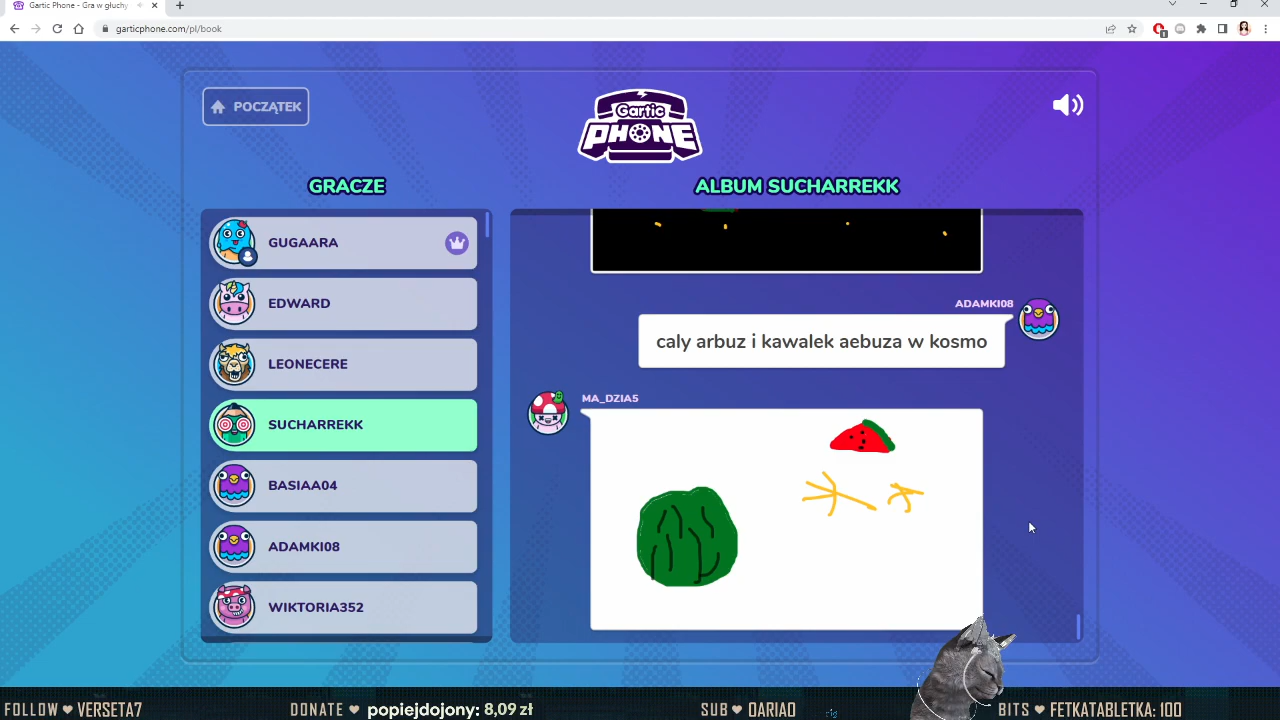 Gartic Phone - Gra w głuchy
garticphone.com/pl/book
POCZĄTEK
Gartic
PHONE
GRACZE
ALBUM SUCHARREKK
GUGAARA
EDWARD
LEONECERE
SUCHARREKK
BASIAA04
ADAMKI08
WIKTORIA352
ADAMKI08
caly arbuz i kawalek aebuza w kosmo
MA_DZIA5
FOLLOW ❤ VERSETA7
DONATE ❤ popiejdojony: 8,09 zł
SUB ❤ OARIAO
BITS ❤ FETKATABLETKA: 100